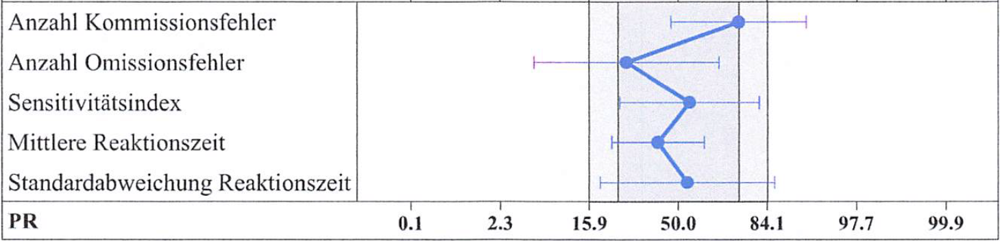 Anzahl Kommissionsfehler
Anzahl Omissionsfehler
Sensitivitätsindex
Mittlere Reaktionszeit
Standardabweichung Reaktionszeit
PR 0.1 2.3 15.9 50.0 84.1 97.7 99.9